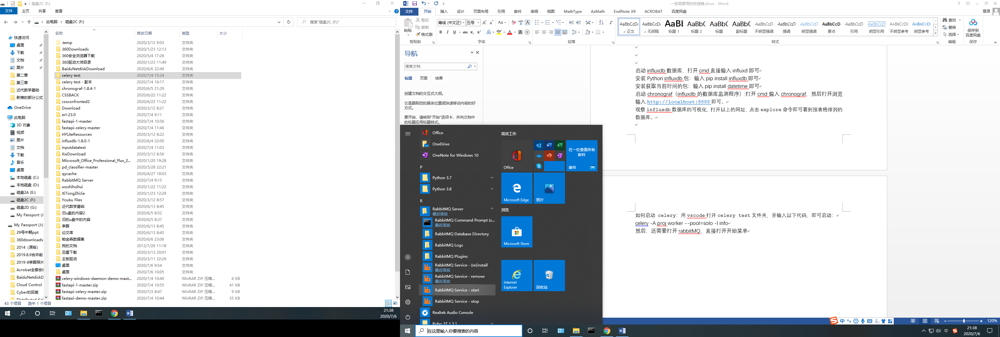 磁盘2C (F:)
文件 主页 共享 查看
此电脑 > 磁盘2C (F:)
搜索"磁盘2C (F:)"
名称 修改日期 类型 大小
快速访问
桌面
下载
文档
图片
第二章
第三章
近代数学基础
新推的部分公式
OneDrive
此电脑
3D 对象
视频
图片
文档
下载
音乐
桌面
本地磁盘 (C:)
本地磁盘 (D:)
磁盘2A (E:)
磁盘2C (F:)
磁盘2D (G:)
My Passport (J
My Passport (J:)
29号中期ppt
360downloads
2014（原版）
2019.8.9合并前
2019-8李晖照片
Acrobat全套安装
BaiduNetdiskD
Cloud Control
Cyber的回复
.temp 2020/3/12 9:03 文件夹
360Downloads 2020/1/23 12:13 文件夹
360安全浏览器下载 2020/5/4 17:26 文件夹
360驱动大师目录 2020/1/23 11:49 文件夹
BaiduNetdiskDownload 2020/6/6 22:49 文件夹
celery test 2020/7/4 15:34 文件夹
celery test - 副本 2020/7/4 16:17 文件夹
chronograf-1.8.4-1 2020/6/5 21:29 文件夹
CSSBACK 2020/6/22 11:22 文件夹
cssconfronted2 2020/6/22 11:22 文件夹
Download 2020/3/12 8:21 文件夹
erl-23.0 2020/7/4 9:11 文件夹
fastapi-1-master 2020/7/4 10:56 文件夹
fastapi-celery-master 2020/7/4 11:46 文件夹
HYLiteResources 2020/3/12 8:22 文件夹
influxdb-1.8.0-1 2020/6/4 22:00 文件夹
inputdatatest 2020/7/4 11:03 文件夹
KwDownload 2020/3/12 8:56 文件夹
Microsoft_Office_Professional_Plus_2... 2020/1/20 19:28 文件夹
pd_classifier-master 2020/5/28 22:21 文件夹
qycache 2020/4/27 18:03 文件夹
RabbitMQ Server 2020/7/4 9:15 文件夹
woshihuihui 2020/1/22 11:22 文件夹
XiTongZhiJia 2020/1/23 12:29 文件夹
Youku Files 2020/3/12 8:57 文件夹
近代数学基础 2020/6/13 8:45 文件夹
旧u盘的内容2 2020/6/5 8:52 文件夹
旧的u盘中的内容 2020/6/5 8:37 文件夹
李晖 2020/6/13 8:45 文件夹
论文库 2020/6/13 8:45 文件夹
帕金森数据集 2020/6/6 23:06 文件夹
我的文档 2012/7/26 11:18 文件夹
迅雷下载 2020/3/13 20:01 文件夹
主板驱动 2020/3/11 22:29 文件夹
桌面 2020/7/6 9:54 文件夹
桌面 2020/7/6 10:05 文件夹
celery-windows-daemon-demo-mast... 2020/7/4 10:40 WinRAR ZIP 压缩... 6 KB
fastapi-1-master.zip 2020/7/4 10:55 WinRAR ZIP 压缩... 41 KB
fastapi-celery-master.zip 2020/7/3 8:47 WinRAR ZIP 压缩... 9 KB
fastapi-demo-master.zip 2020/7/4 10:44 WinRAR ZIP 压缩... 35 KB
43 个项目 选中 1 个项目
21:38
2020/7/6
一些需要用的快捷键.docx - Word
文件 开始 插入 设计 页面布局 引用 邮件 审阅 视图 MathType AxMath EndNote X9 ACROBAT 百度网盘 登录
粘贴 剪切 复制 格式刷
等线 (中文正) 五号
AaBbCcDc 正文
AaBbCcDc 无间隔
AaBb 标题 1
AaBbC 标题 2
AaBbC 标题
AaBbC 副标题
AaBbCcD 不明显强调
AaBbCcD 强调
AaBbCcD 明显强调
AaBbCcD 要点
AaBbCcD 引用
AaBbCcD 明显引用
AaBbCcD 不明显参考
AaBbCcD 明显参考
查找 替换 选择
保存到
百度网盘
剪贴板 字体 段落 样式 编辑 保存
导航
搜索文档
标题 页面 结果
创建文档的交互式大纲。
它是跟踪您的具体位置或快速移动内容的好
方式。
要开始，请转到"开始"选项卡，并向文档中
的标题应用标题样式。
启动 influxdb 数据库，打开 cmd 直接输入 influxd 即可
安装 Python influxdb 包：输入 pip install influxdb 即可
安装获取当前时间的包：输入 pip install datetime 即可
启动 chronograf（influxdb 的数据库监测程序）:打开 cmd 输入 chronograf，然后打开浏览
输入 http://localhost:8888 即可。
观察 influxdb 数据库的可视化，打开以上的网址，点击 explore 命令即可看到按表格排列的
数据库。
如何启动 celery：用 vscode 打开 celery test 文件夹，并输入以下代码，即可启动：
celery -A proj worker --pool=solo -l info
然后，还需要打开 rabbitMQ，直接打开开始菜单
Office
OneDrive
OneNote for Windows 10
P
Python 3.7
Python 3.8
R
RabbitMQ Server
最近添加
RabbitMQ Command Prompt (s...
最近添加
RabbitMQ Database Directory
RabbitMQ Logs
RabbitMQ Plugins
RabbitMQ Service - (re)install
最近添加
RabbitMQ Service - remove
最近添加
RabbitMQ Service - start
RabbitMQ Service - stop
Realtek Audio Console
Robo 3T 1.3.1
高效工作
Office
在一处查看所有
邮件
邮件
Microsoft Edge
照片
浏览
Microsoft Store
Internet
Explorer
回收站
在这里输入你要搜索的内容
中
120%
中
21:38
2020/7/6